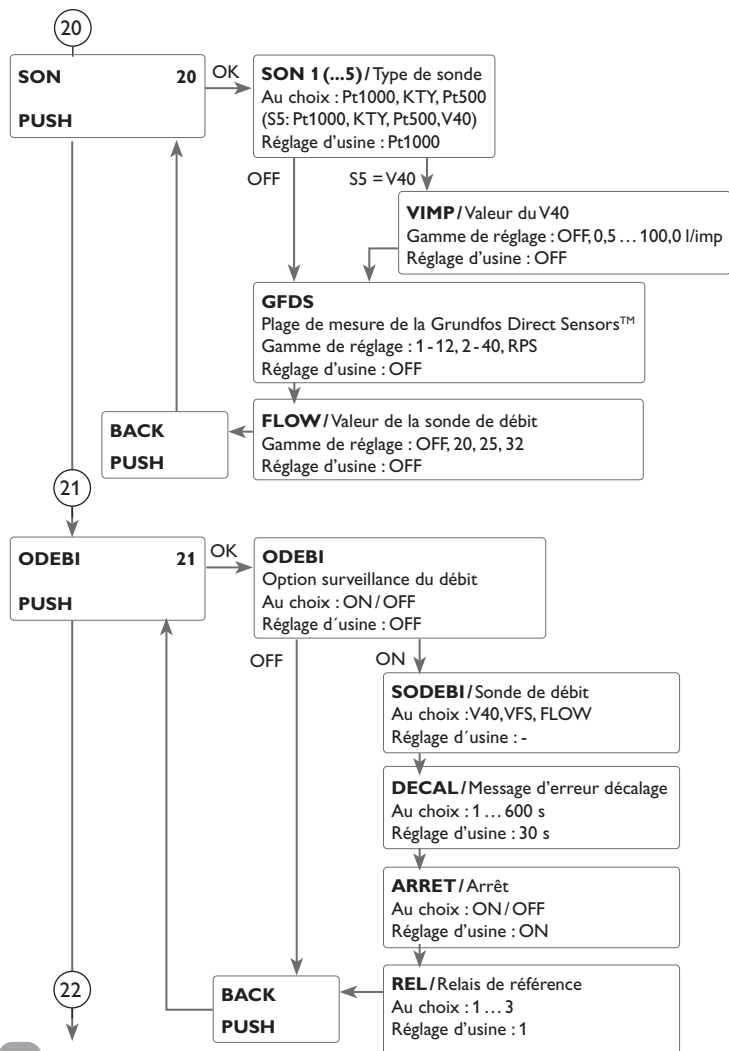 20
SON 20
PUSH
OK
SON 1 (...5) / Type de sonde
Au choix : Pt1000, KTY, Pt500
(S5: Pt1000, KTY, Pt500, V40)
Réglage d'usine : Pt1000
OFF
S5 = V40
VIMP / Valeur du V40
Gamme de réglage : OFF, 0,5 ... 100,0 l/imp
Réglage d'usine : OFF
GFDS
Plage de mesure de la Grundfos Direct Sensors™
Gamme de réglage : 1 - 12, 2 - 40, RPS
Réglage d'usine : OFF
FLOW / Valeur de la sonde de débit
Gamme de réglage : OFF, 20, 25, 32
Réglage d'usine : OFF
BACK
PUSH
21
ODEBI 21
PUSH
OK
ODEBI
Option surveillance du débit
Au choix : ON / OFF
Réglage d´usine : OFF
OFF
ON
SODEBI / Sonde de débit
Au choix : V40, VFS, FLOW
Réglage d´usine : -
DECAL / Message d'erreur décalage
Au choix : 1 ... 600 s
Réglage d'usine : 30 s
ARRET / Arrêt
Au choix : ON / OFF
Réglage d'usine : ON
REL / Relais de référence
Au choix : 1 ... 3
Réglage d'usine : 1
BACK
PUSH
22